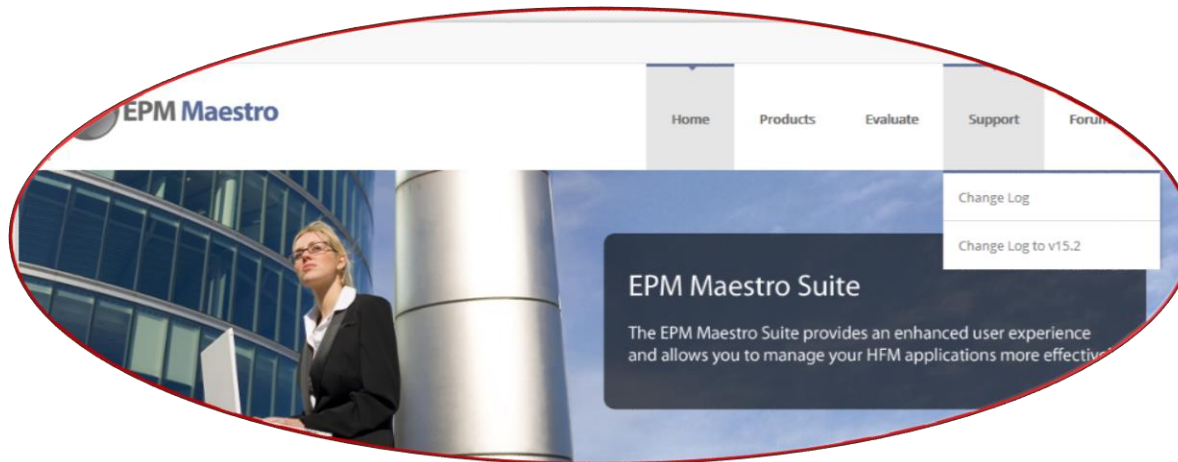 EPM Maestro
Home Products Evaluate Support
Change Log
Change Log to v15.2
EPM Maestro Suite
The EPM Maestro Suite provides an enhanced user experience
and allows you to manage your HFM applications more